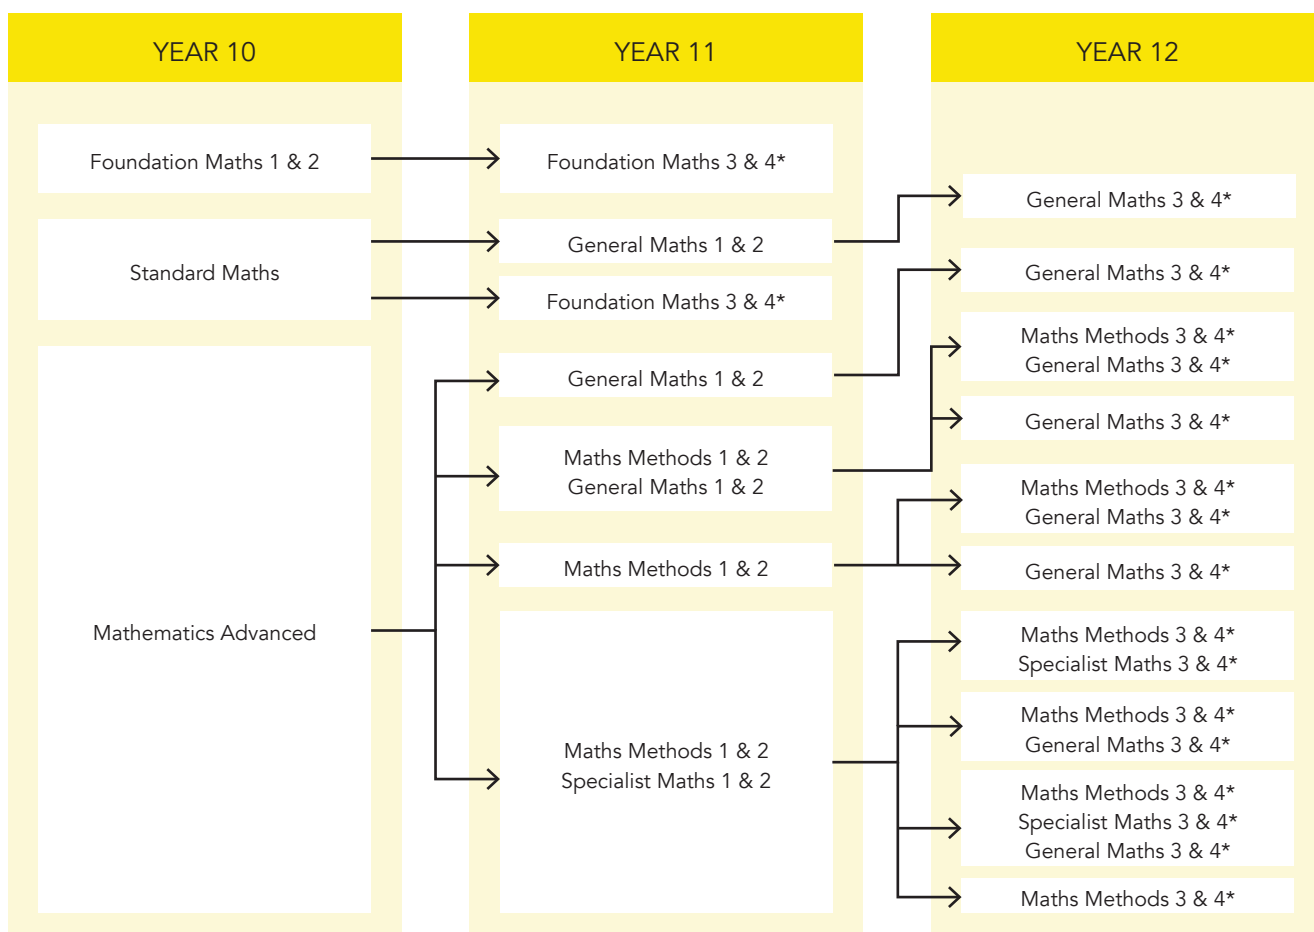 YEAR 10
Foundation Maths 1 & 2
Standard Maths
Mathematics Advanced
YEAR 11
Foundation Maths 3 & 4*
General Maths 1 & 2
Foundation Maths 3 & 4*
General Maths 1 & 2
Maths Methods 1 & 2
General Maths 1 & 2
Maths Methods 1 & 2
Maths Methods 1 & 2
Specialist Maths 1 & 2
YEAR 12
General Maths 3 & 4*
General Maths 3 & 4*
Maths Methods 3 & 4*
General Maths 3 & 4*
General Maths 3 & 4*
Maths Methods 3 & 4*
General Maths 3 & 4*
General Maths 3 & 4*
Maths Methods 3 & 4*
Specialist Maths 3 & 4*
Maths Methods 3 & 4*
General Maths 3 & 4*
Maths Methods 3 & 4*
Specialist Maths 3 & 4*
General Maths 3 & 4*
Maths Methods 3 & 4*